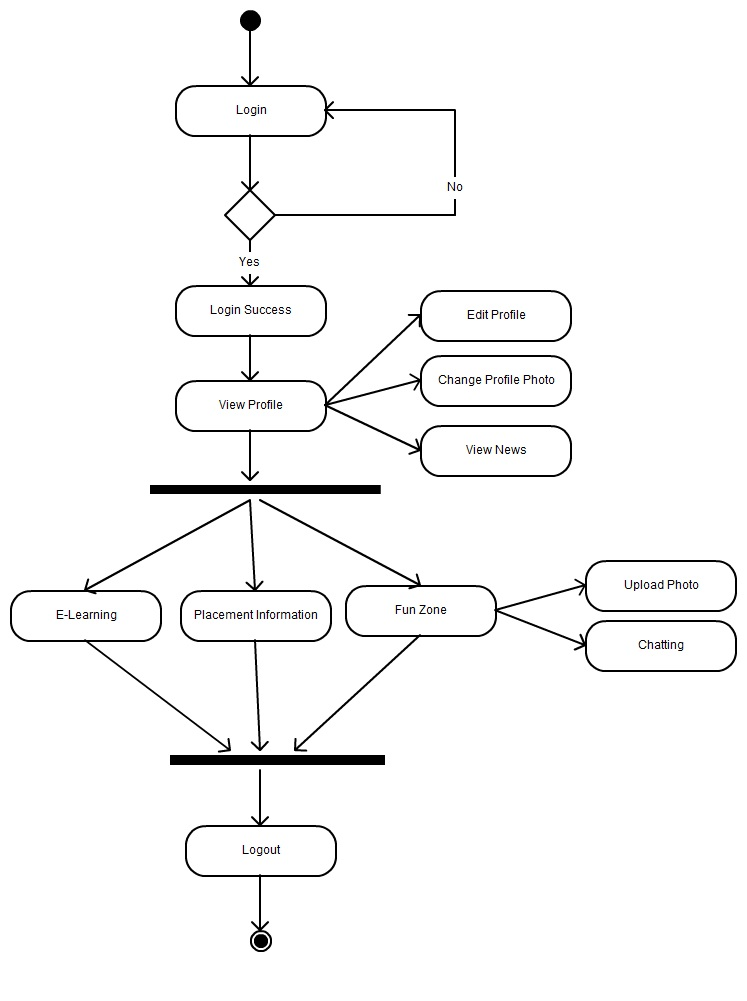 Login
No
Yes
Login Success
Edit Profile
Change Profile Photo
View Profile
View News
E-Learning
Placement Information
Fun Zone
Upload Photo
Chatting
Logout